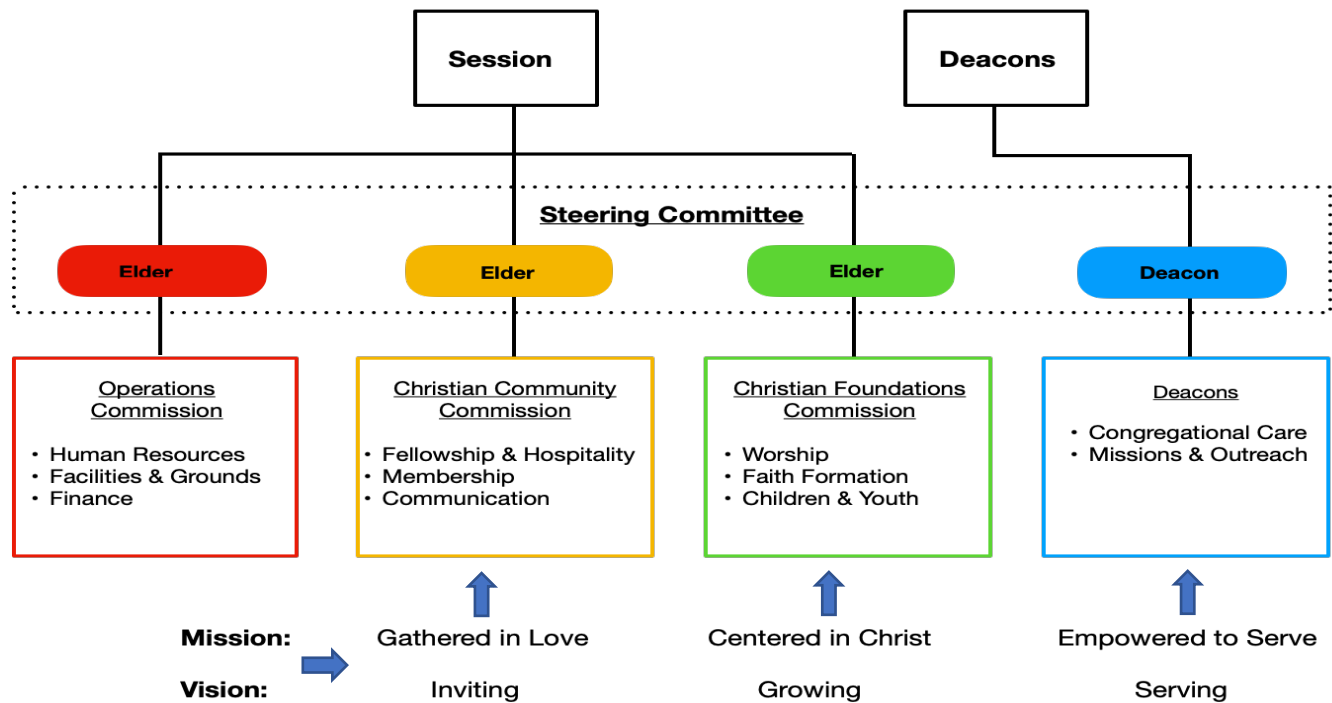 Session
Deacons
Steering Committee
Elder
Elder
Elder
Deacon
Operations
Commission
• Human Resources
• Facilities & Grounds
• Finance
Christian Community
Commission
• Fellowship & Hospitality
• Membership
• Communication
Christian Foundations
Commission
• Worship
• Faith Formation
• Children & Youth
Deacons
• Congregational Care
• Missions & Outreach
Mission:
Gathered in Love
Centered in Christ
Empowered to Serve
Vision:
Inviting
Growing
Serving